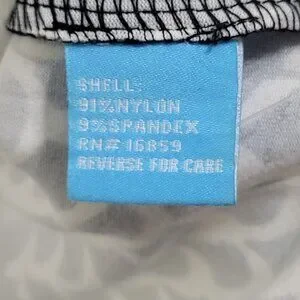 SHELL:
91%NYLON
9%SPANDEX
RN# 16859
REVERSE FOR CARE